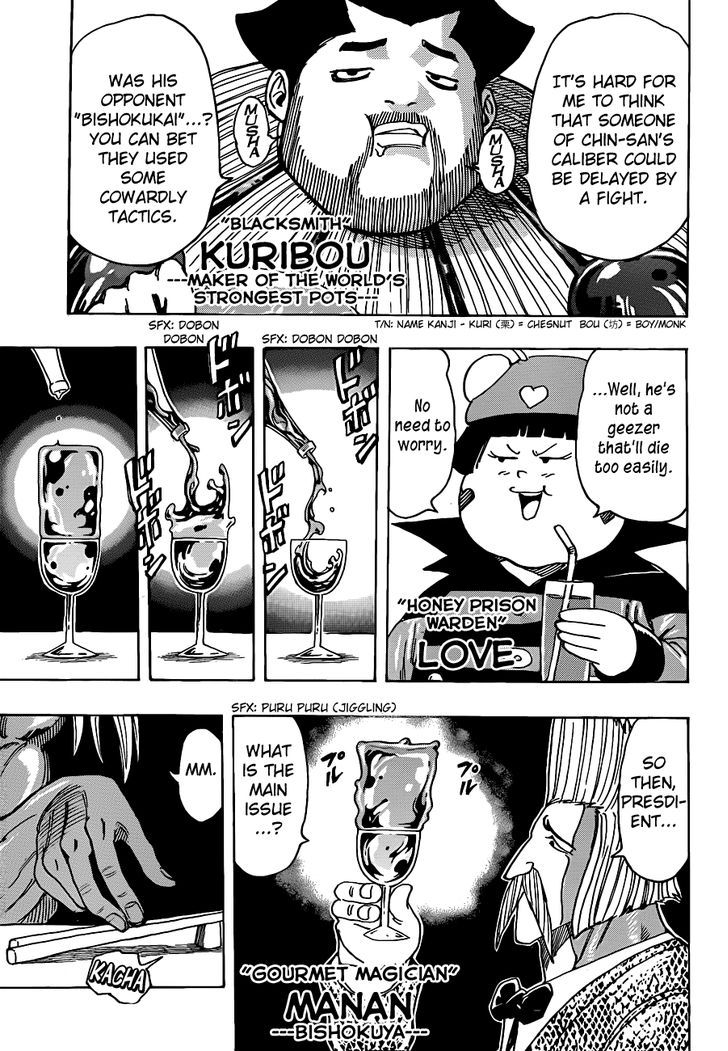 IT'S HARD FOR
ME TO THINK
THAT SOMEONE
OF CHIN-SAN'S
CALIBER COULD
BE DELAYED BY
A FIGHT.
WAS HIS
OPPONENT
"BISHOKUKAI"...?
YOU CAN BET
THEY USED
SOME
COWARDLY
TACTICS.
MUSHA
MUSHA
"BLACKSMITH"
KURIBOU
---MAKER OF THE WORLD'S
STRONGEST POTS---
T/N: NAME KANJI - KURI (栗) = CHESNUT BOU (坊) = BOY/MONK
...Well, he's
not a
geezer
that'll die
too easily.
No
need to
worry.
"HONEY PRISON
WARDEN"
LOVE
SFX: DOBON DOBON
ドボン
ドボン
SFX: DOBON
DOBON
ドボン
ドボン
SO
THEN,
PRESDI-
ENT...
WHAT
IS THE
MAIN
ISSUE
...?
SFX: PURU PURU (JIGGLING)
プル
プル
"GOURMET MAGICIAN"
MANAN
---BISHOKUYA---
MM.
KACHA